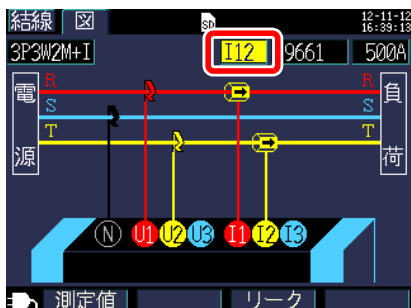 結線 図 SD 12-11-12
16:39:13
3P3W2M+I I12 9661 500A
電源 R R 負荷
S S
T T
N U1 U2 U3 I1 I2 I3
測定値 リーク